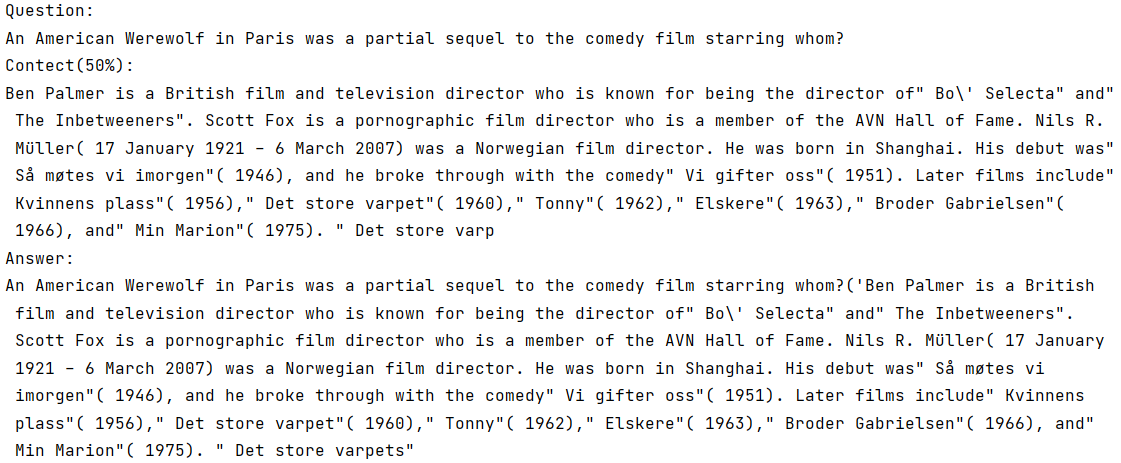 Question:
An American Werewolf in Paris was a partial sequel to the comedy film starring whom?
Contect(50%):
Ben Palmer is a British film and television director who is known for being the director of" Bo\' Selecta" and"
The Inbetweeners". Scott Fox is a pornographic film director who is a member of the AVN Hall of Fame. Nils R.
Müller( 17 January 1921 – 6 March 2007) was a Norwegian film director. He was born in Shanghai. His debut was"
Så møtes vi imorgen"( 1946), and he broke through with the comedy" Vi gifter oss"( 1951). Later films include"
Kvinnens plass"( 1956)," Det store varpet"( 1960)," Tonny"( 1962)," Elskere"( 1963)," Broder Gabrielsen"(
1966), and" Min Marion"( 1975). " Det store varp
Answer:
An American Werewolf in Paris was a partial sequel to the comedy film starring whom?('Ben Palmer is a British
film and television director who is known for being the director of" Bo\' Selecta" and" The Inbetweeners".
Scott Fox is a pornographic film director who is a member of the AVN Hall of Fame. Nils R. Müller( 17 January
1921 – 6 March 2007) was a Norwegian film director. He was born in Shanghai. His debut was" Så møtes vi
imorgen"( 1946), and he broke through with the comedy" Vi gifter oss"( 1951). Later films include" Kvinnens
plass"( 1956)," Det store varpet"( 1960)," Tonny"( 1962)," Elskere"( 1963)," Broder Gabrielsen"( 1966), and"
Min Marion"( 1975). " Det store varpets"